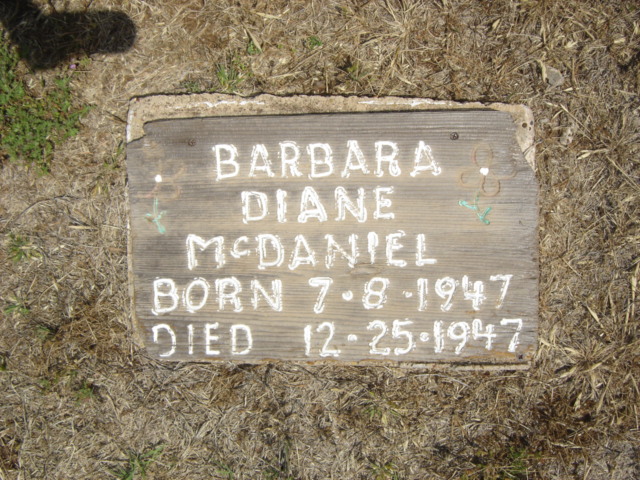 BARBARA
DIANE
McDANIEL
BORN 7-8-1947
DIED 12-25-1947